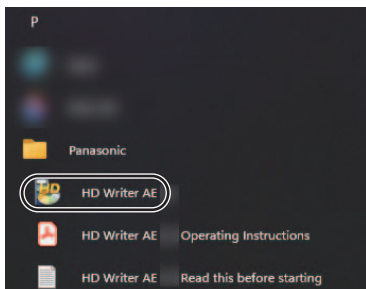 P
Panasonic
HD Writer AE
HD Writer AE Operating Instructions
HD Writer AE Read this before starting